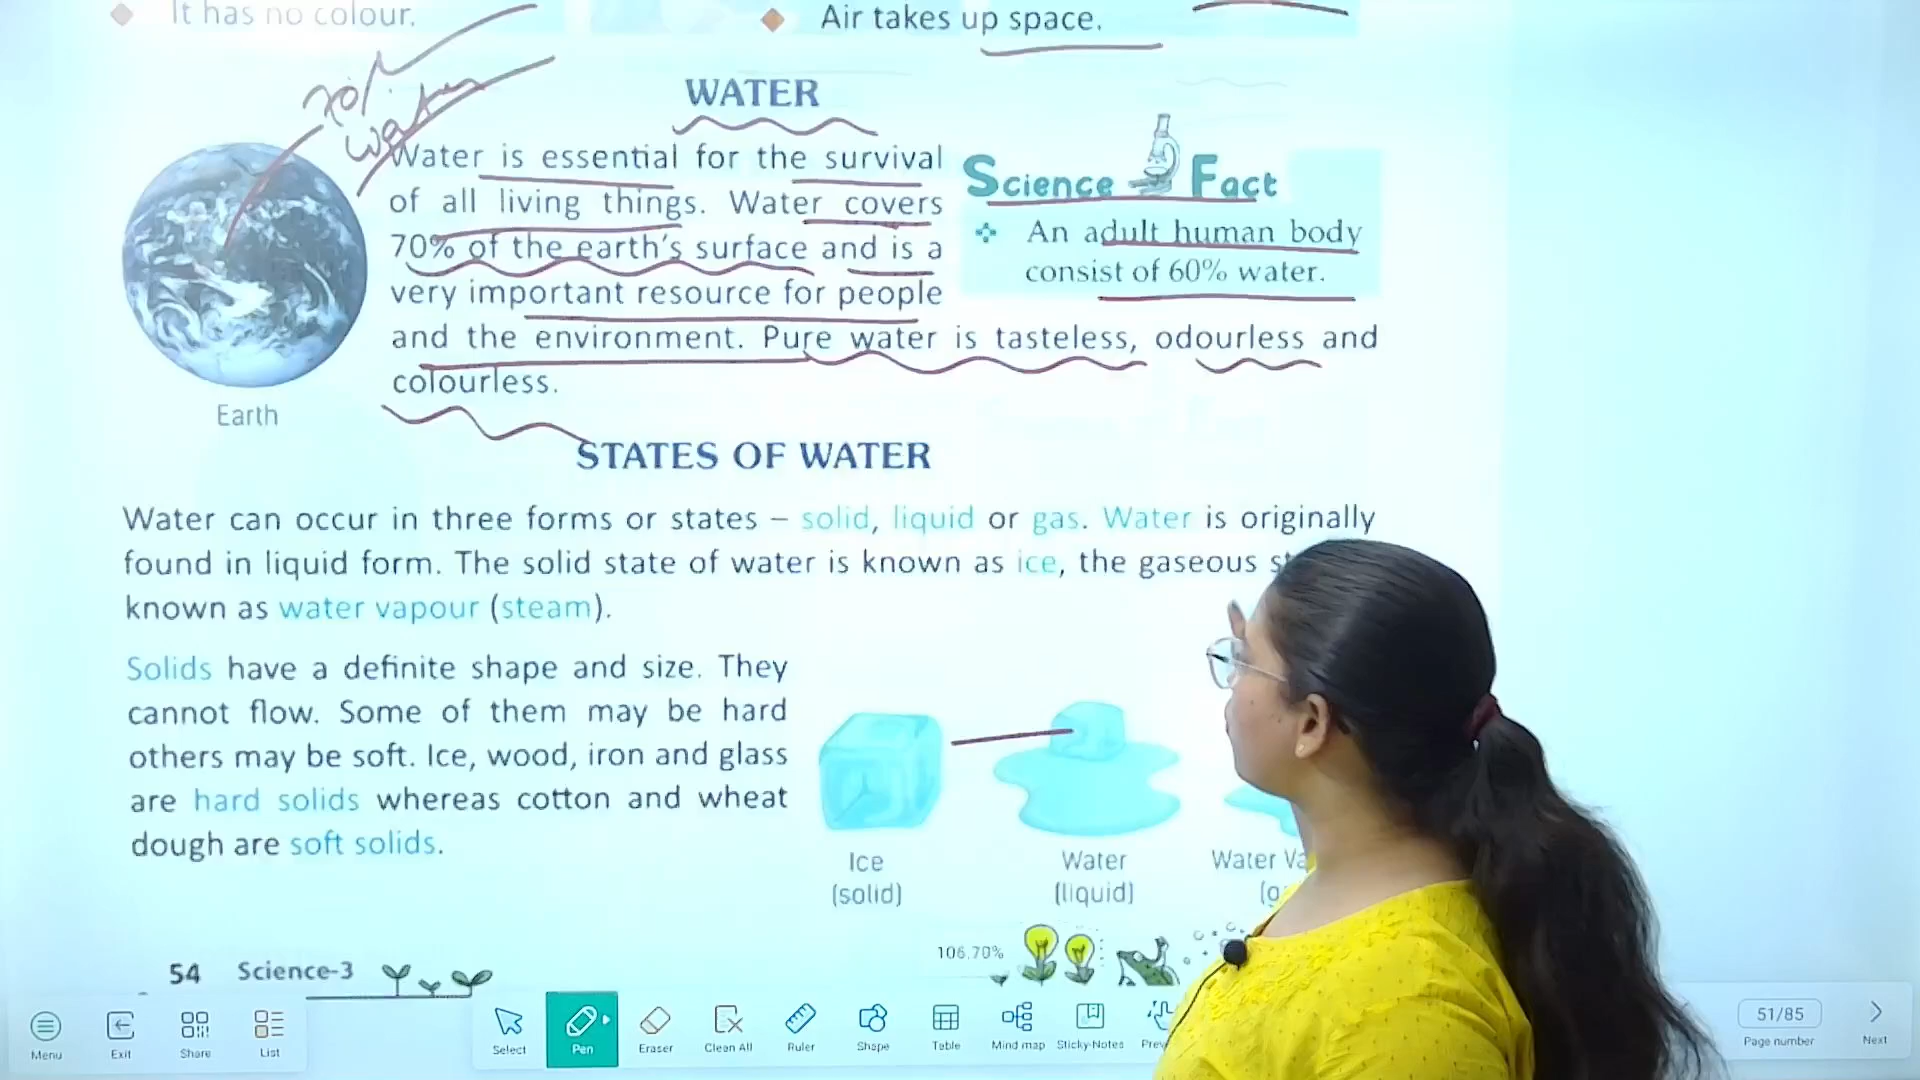 It has no colour.
Air takes up space.
70%
water
WATER
Water is essential for the survival
of all living things. Water covers
70% of the earth's surface and is a
very important resource for people
and the environment. Pure water is tasteless, odourless and
colourless.
Science Fact
An adult human body
consist of 60% water.
Earth
STATES OF WATER
Water can occur in three forms or states – solid, liquid or gas. Water is originally
found in liquid form. The solid state of water is known as ice, the gaseous
known as water vapour (steam).
Solids have a definite shape and size. They
cannot flow. Some of them may be hard
others may be soft. Ice, wood, iron and glass
are hard solids whereas cotton and wheat
dough are soft solids.
Ice
(solid)
Water
(liquid)
Water
106.70%
54 Science-3
Menu Exit Share List Select Pen Eraser Clean All Ruler Shape Table Mind map Sticky-Notes
51/85
Page number Next